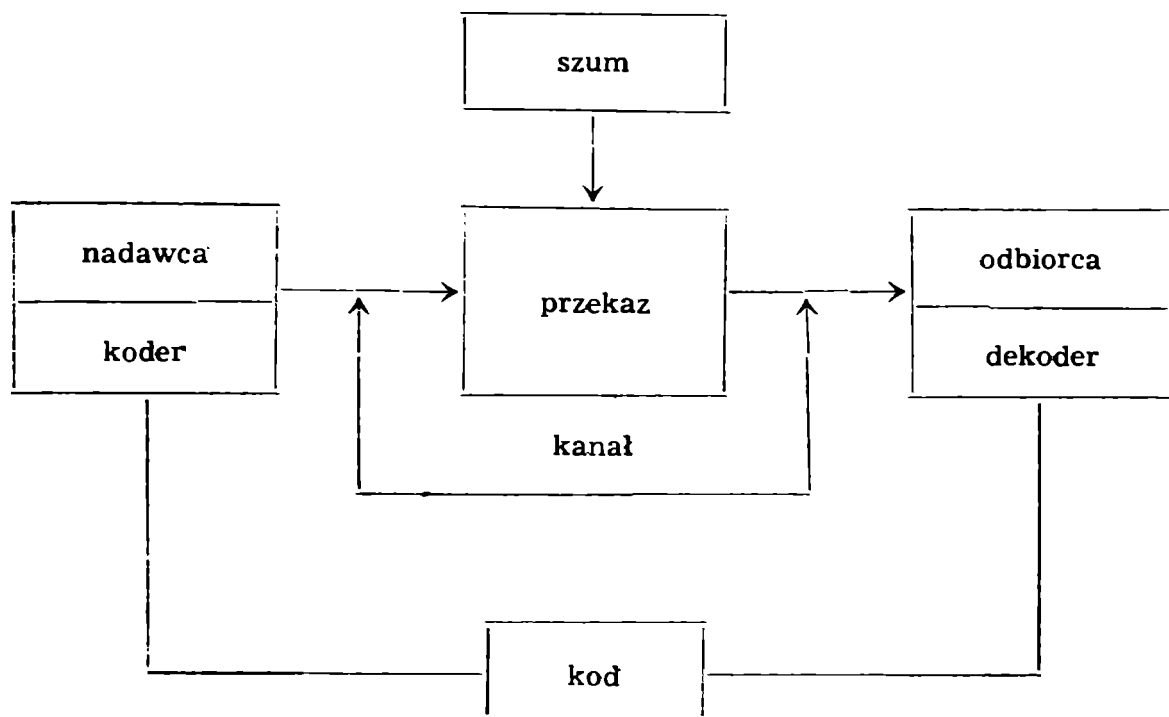 szum
nadawca
koder
przekaz
odbiorca
dekoder
kanał
kod